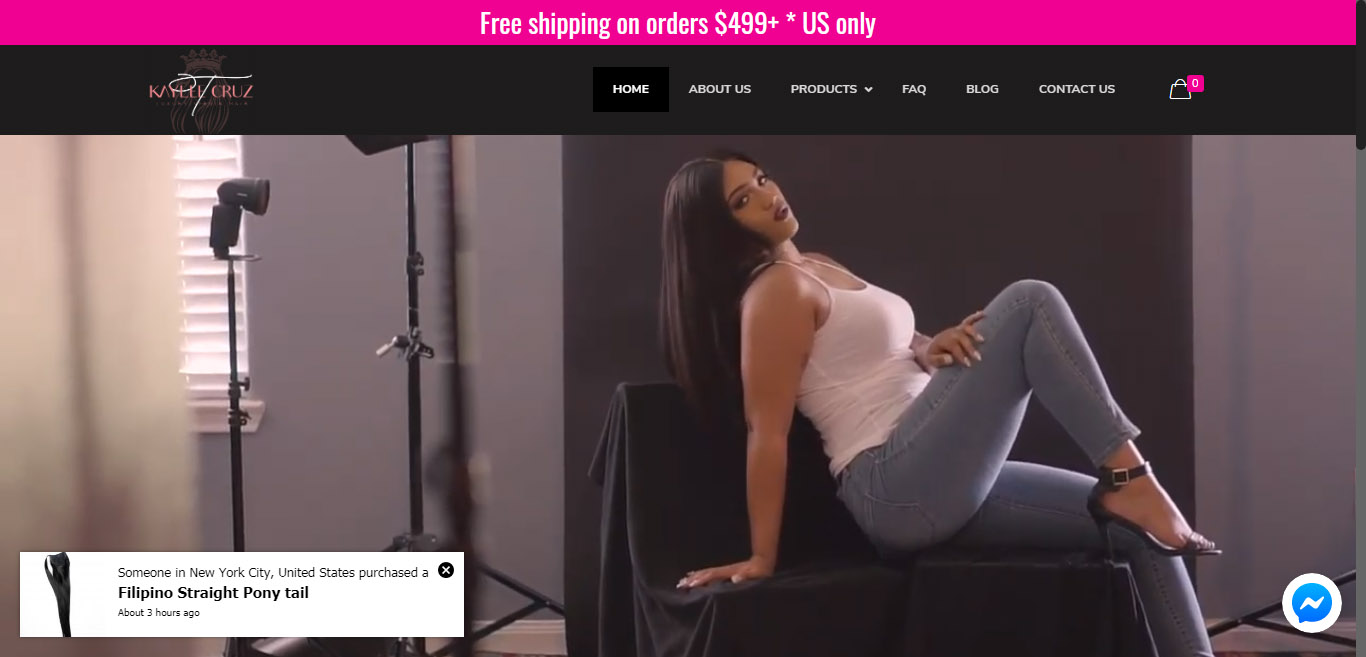 Free shipping on orders $499+ * US only
KAYLEE CRUZ
HOME
ABOUT US
PRODUCTS
FAQ
BLOG
CONTACT US
0
Someone in New York City, United States purchased a
Filipino Straight Pony tail
About 3 hours ago